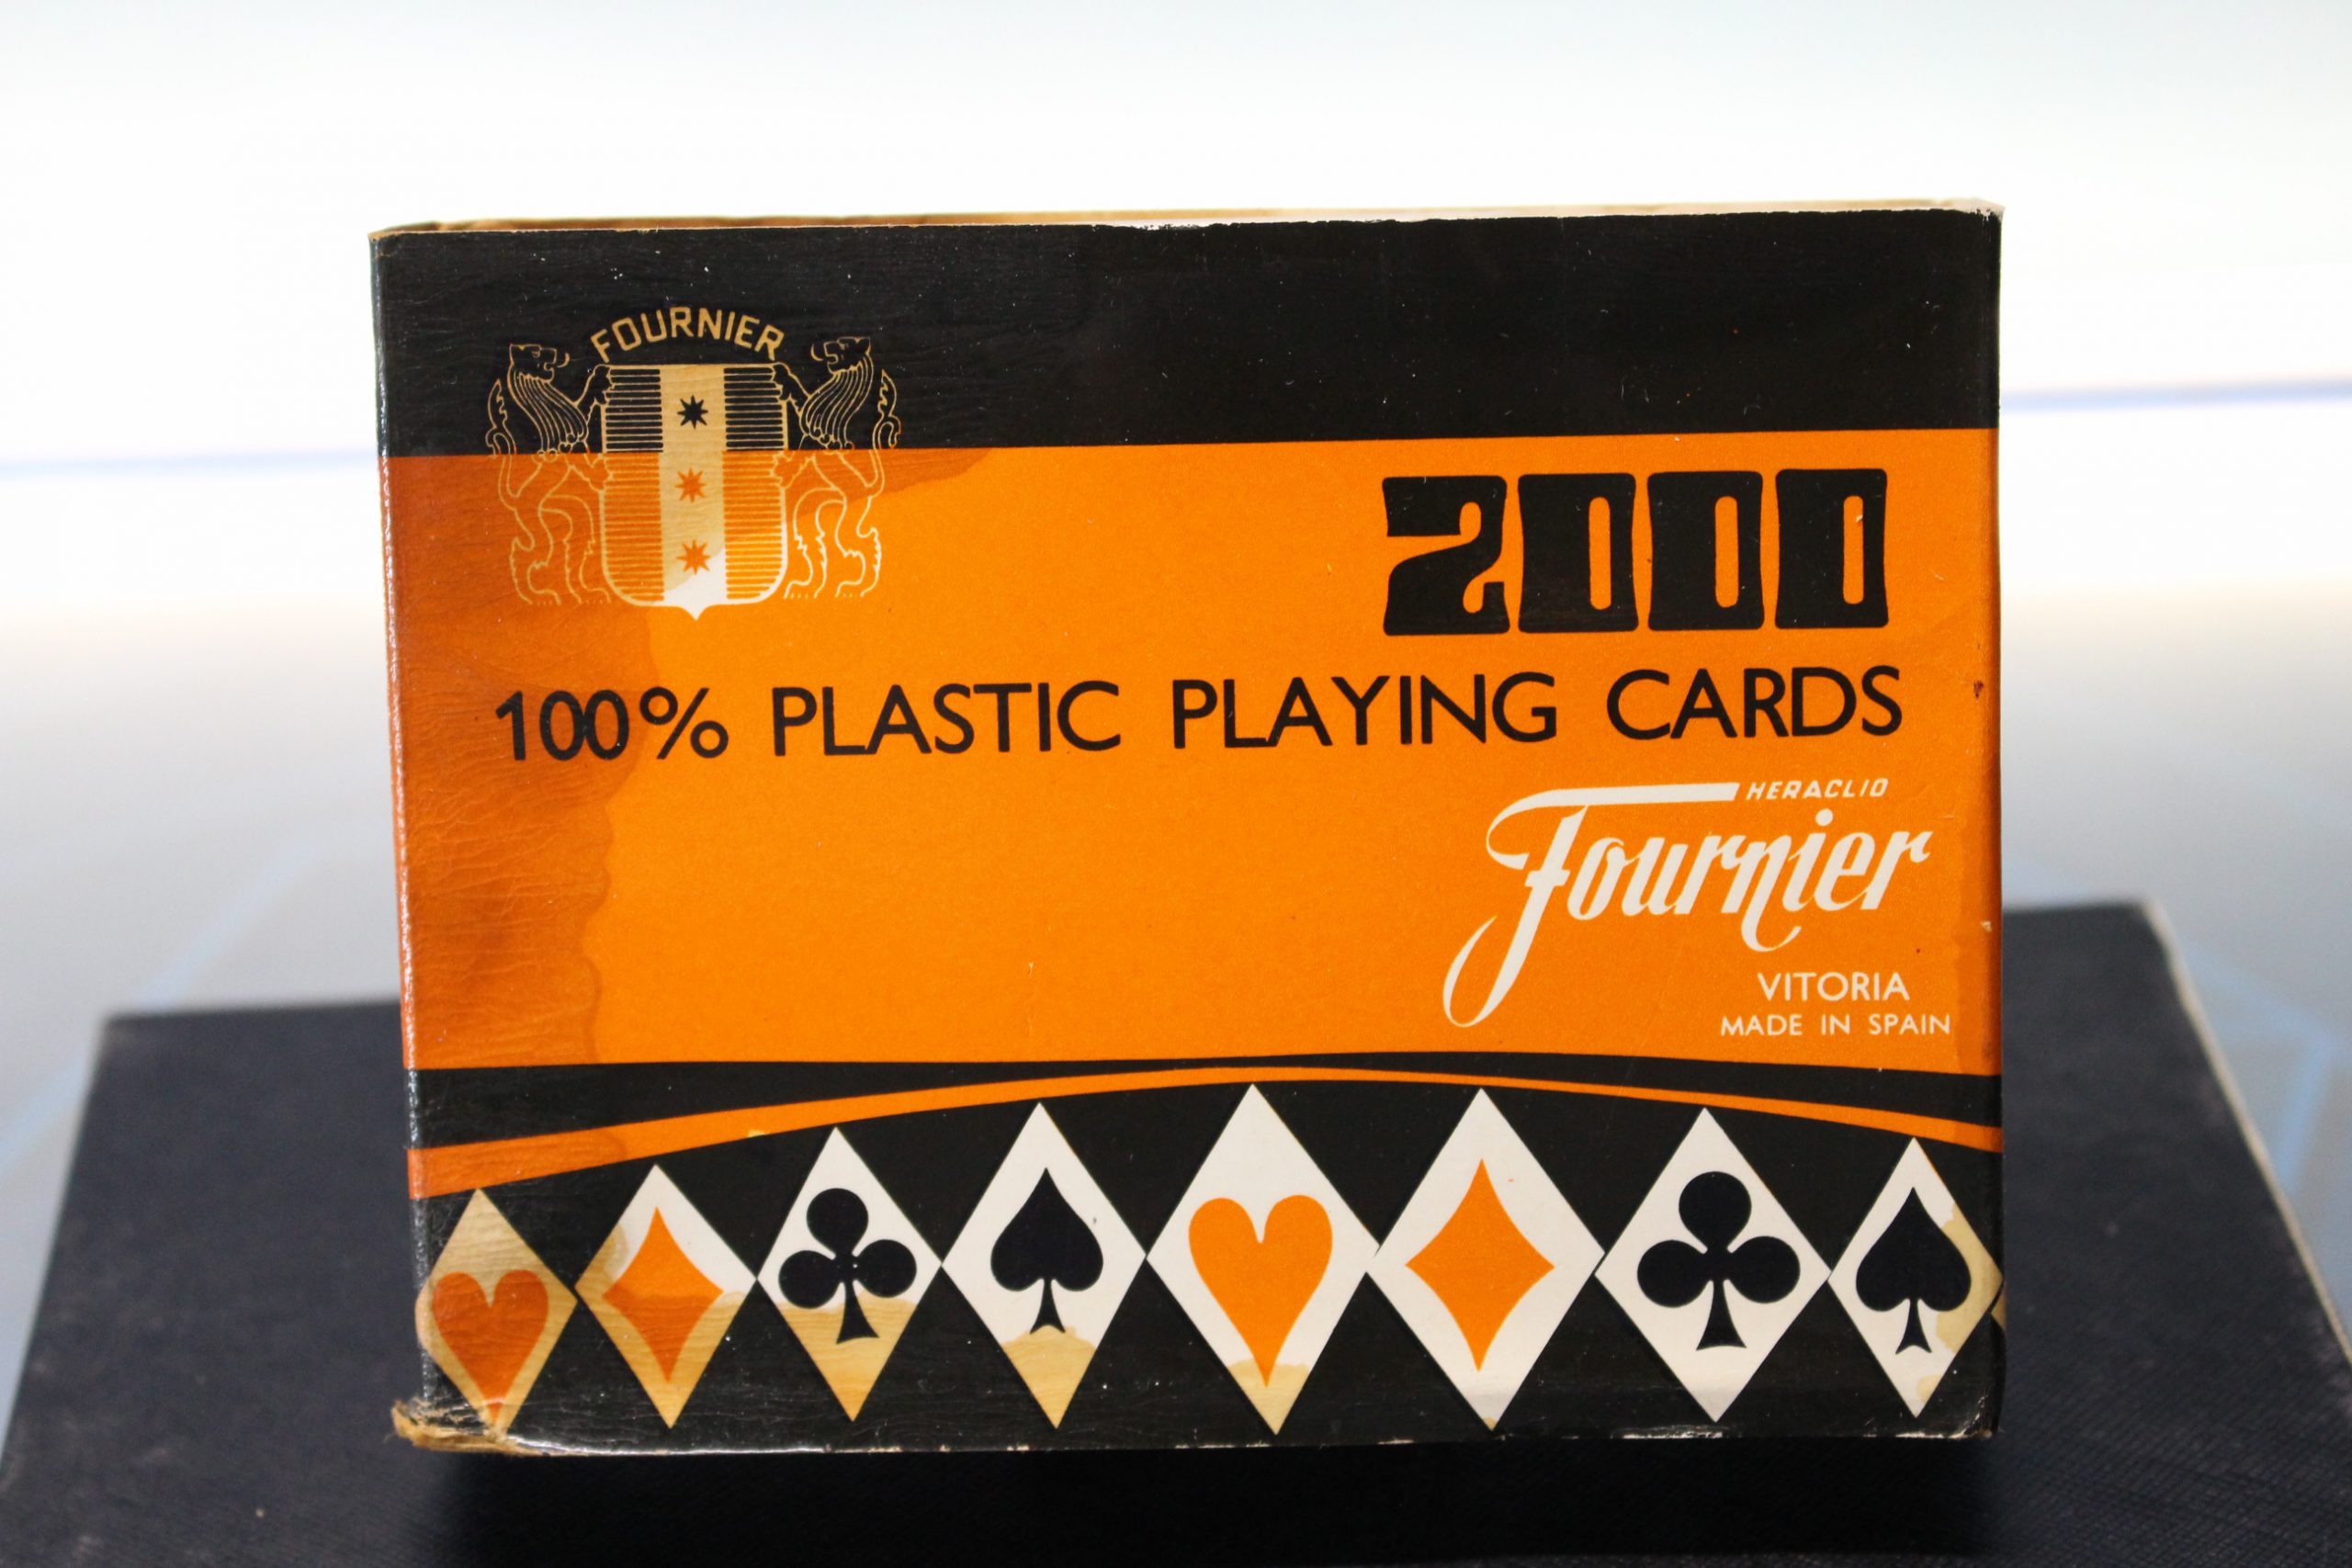 FOURNIER
2000
100% PLASTIC PLAYING CARDS
HERACLIO
Fournier
VITORIA
MADE IN SPAIN